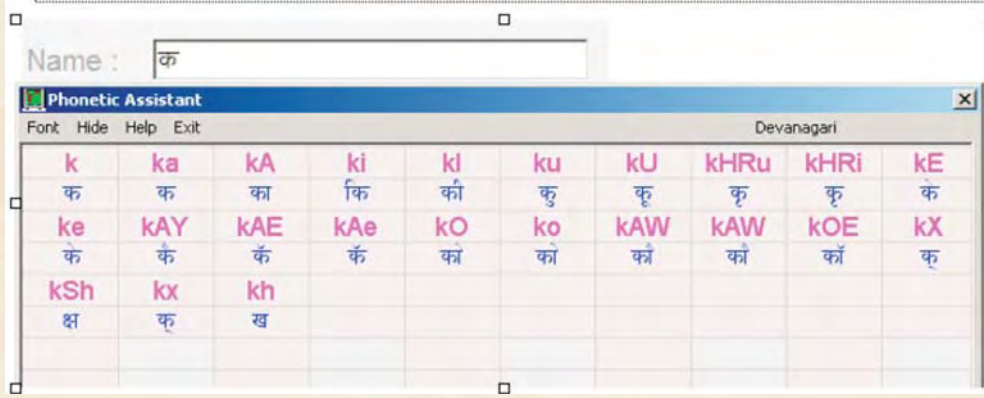 Name : क
Phonetic Assistant
Font Hide Help Exit Devanagari
k ka kA ki kI ku kU kHRu kHRi kE
क क का कि की कु कू कृ कृ के
ke kAY kAE kAe kO ko kAW kAW kOE kX
के कै कॅ कॅ को को कौ कौ कॉ क्
kSh kx kh
क्ष क् ख